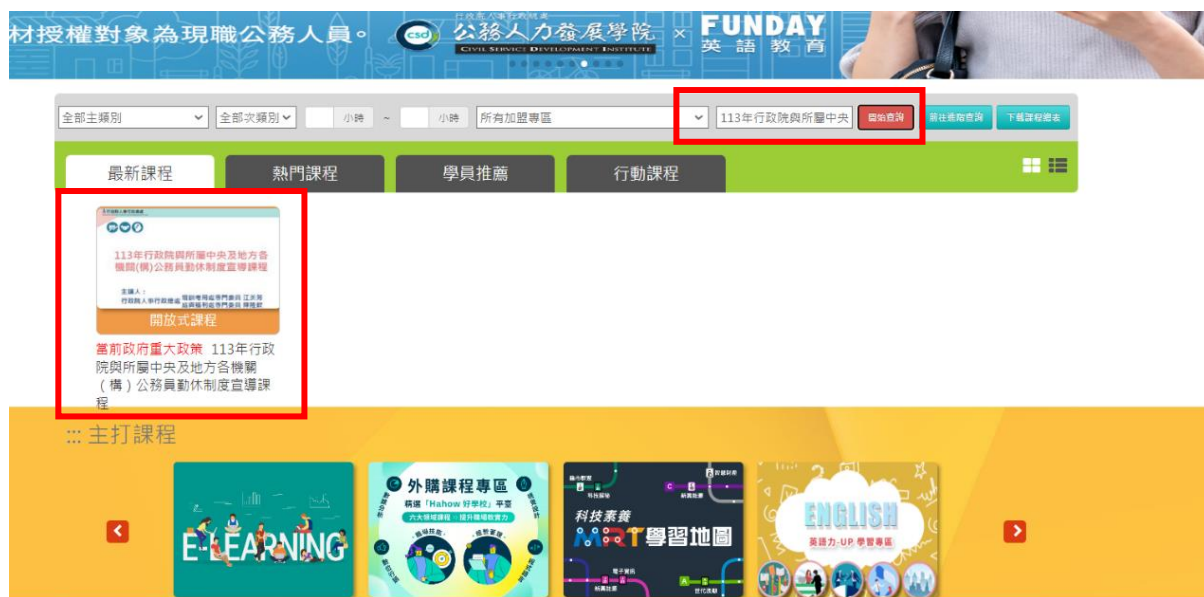 材授權對象為現職公務人員。
csdi
公務人力發展學院
CIVIL SERVICE DEVELOPMENT INSTITUTE
×
FUNDAY
英語教育
全部主類別
全部次類別
小時 ~ 小時
所有加盟專區
113年行政院與所屬中央
開始查詢
前往進階查詢
下載課程總表
最新課程
熱門課程
學員推薦
行動課程
113年行政院與所屬中央及地方各
機關(構)公務員勤休制度宣導課程
主講人：
開放式課程
當前政府重大政策 113年行政
院與所屬中央及地方各機關
(構)公務員勤休制度宣導課
程
::: 主打課程
E-LEARNING
外購課程專區
精選「Hahow 好學校」平臺
科技素養
MRT學習地圖
ENGLISH
英語力-UP 學習專區